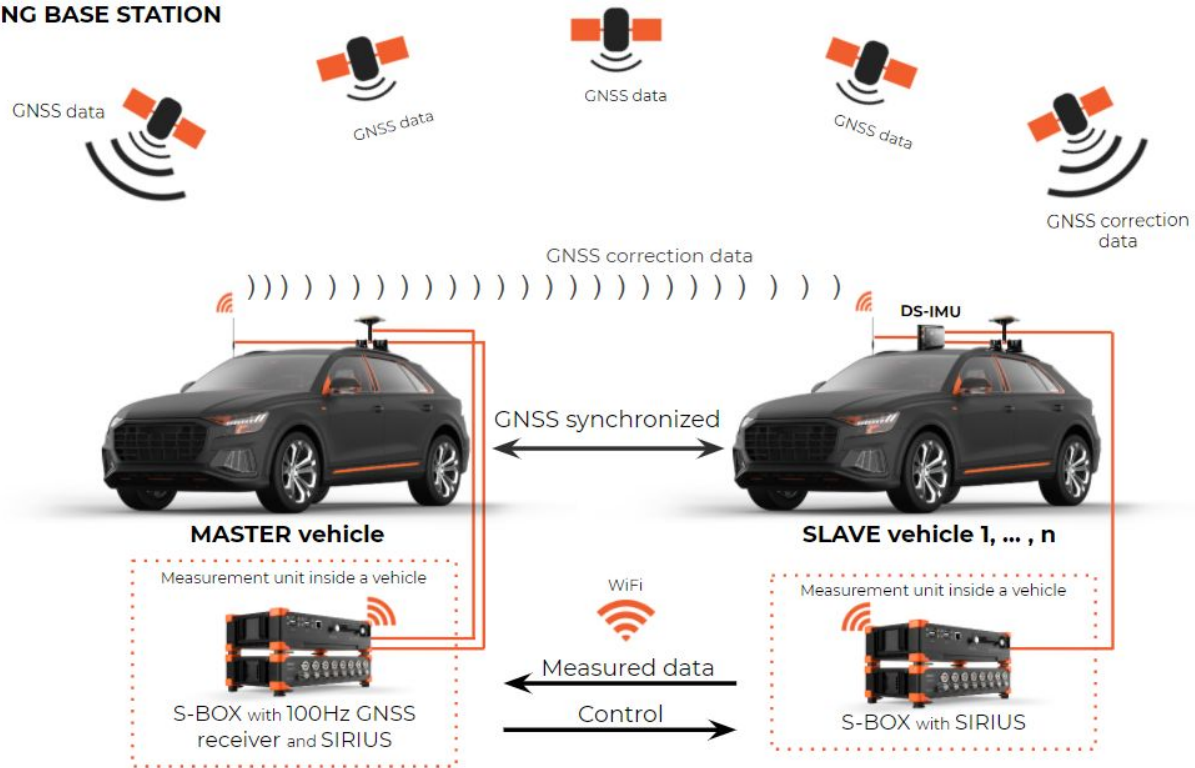 NG BASE STATION
GNSS data
GNSS data
GNSS data
GNSS data
GNSS correction
data
GNSS correction data
DS-IMU
GNSS synchronized
MASTER vehicle
SLAVE vehicle 1, ... , n
Measurement unit inside a vehicle
WiFi
Measurement unit inside a vehicle
Measured data
Control
S-BOX with 100Hz GNSS
receiver and SIRIUS
S-BOX with SIRIUS